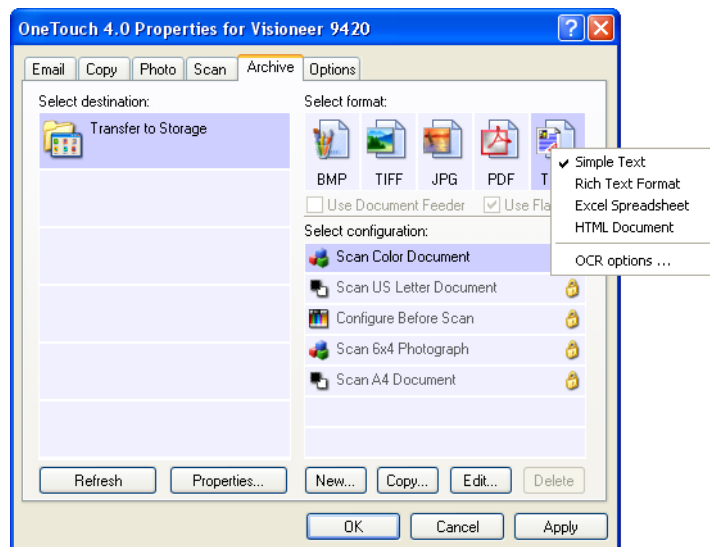 OneTouch 4.0 Properties for Visioneer 9420
Email Copy Photo Scan Archive Options
Select destination:
Transfer to Storage
Select format:
BMP TIFF JPG PDF T
Simple Text
Rich Text Format
Excel Spreadsheet
HTML Document
OCR options ...
Use Document Feeder Use Fla
Select configuration:
Scan Color Document
Scan US Letter Document
Configure Before Scan
Scan 6x4 Photograph
Scan A4 Document
Refresh Properties... New... Copy... Edit... Delete
OK Cancel Apply